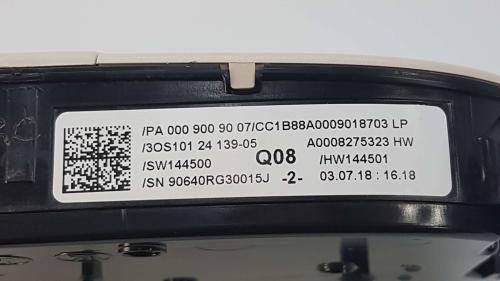 /PA 000 900 90 07/CC1B88A0009018703 LP
/3OS101 24 139-05 A0008275323 HW
/SW144500 Q08 /HW144501
/SN 90640RG30015J -2- 03.07.18 : 16.18